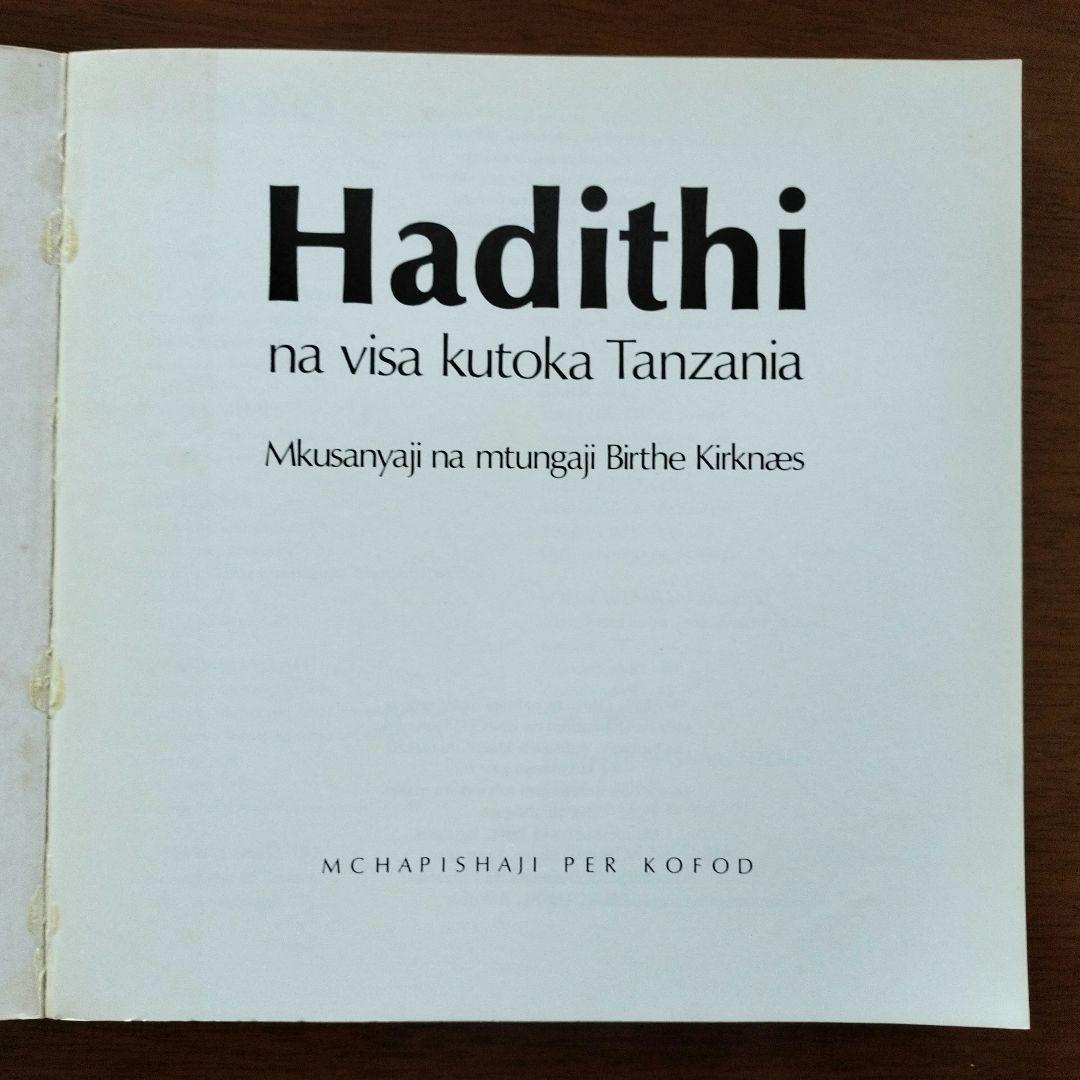 Hadithi
na visa kutoka Tanzania
Mkusanyaji na mtungaji Birthe Kirknæs
MCHAPISHAJI PER KOFOD